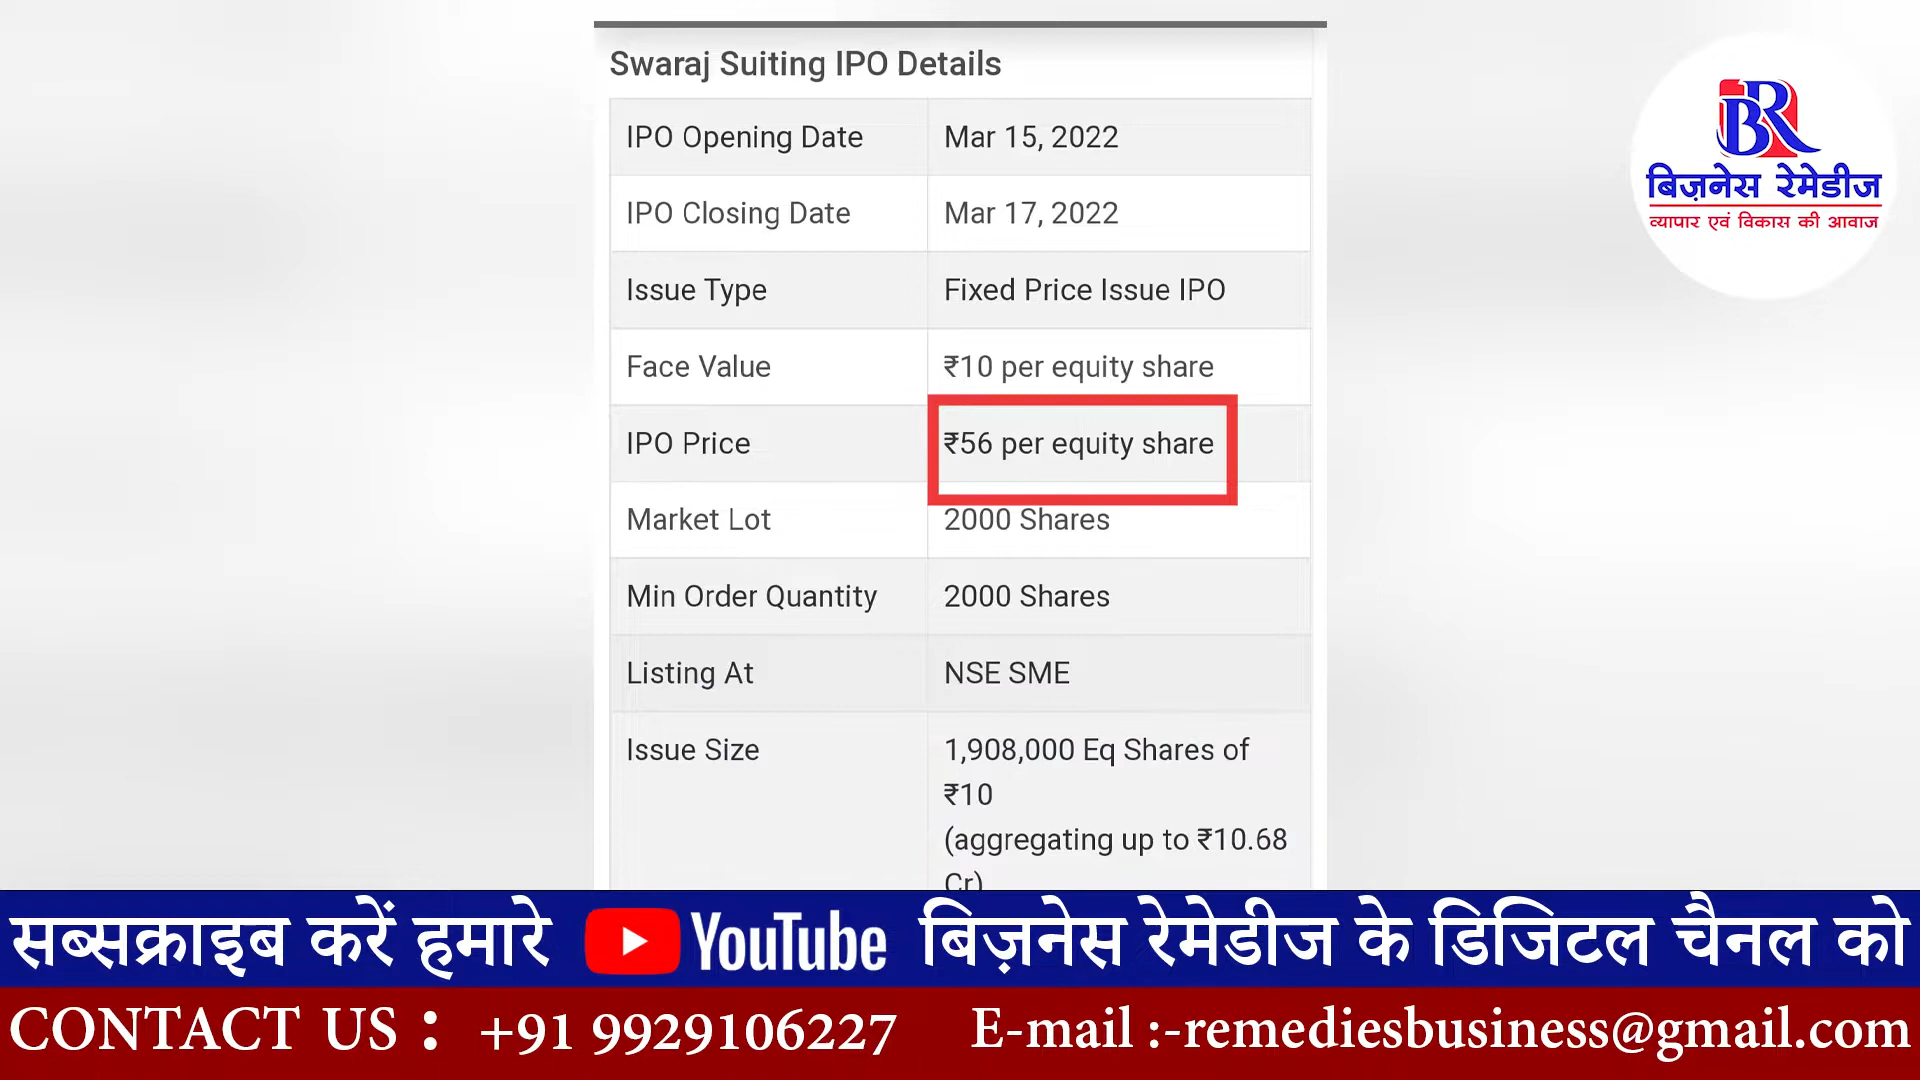 Swaraj Suiting IPO Details
IPO Opening Date Mar 15, 2022
IPO Closing Date Mar 17, 2022
Issue Type Fixed Price Issue IPO
Face Value ₹10 per equity share
IPO Price ₹56 per equity share
Market Lot 2000 Shares
Min Order Quantity 2000 Shares
Listing At NSE SME
Issue Size 1,908,000 Eq Shares of
₹10
(aggregating up to ₹10.68
Cr)
BR
बिज़नेस रेमेडीज
व्यापार एवं विकास की आवाज
सब्सक्राइब करें हमारे YouTube बिज़नेस रेमेडीज के डिजिटल चैनल को
CONTACT US : +91 9929106227 E-mail :-remediesbusiness@gmail.com